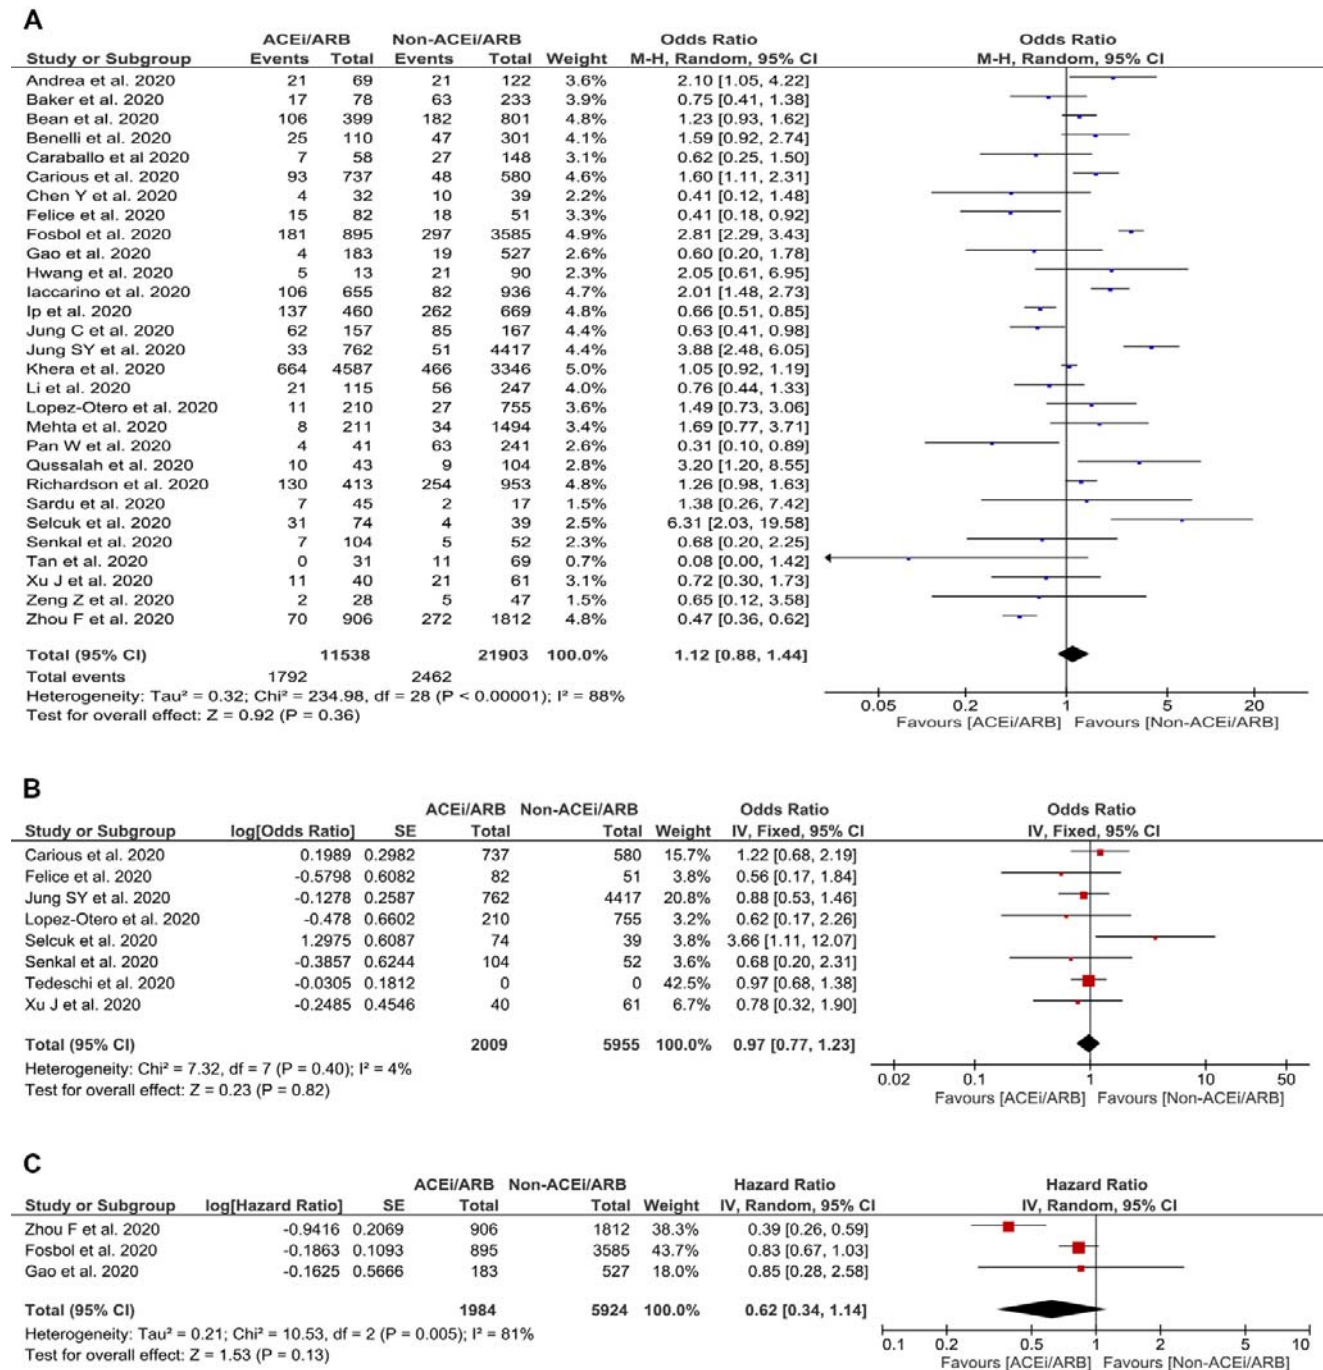 A
ACEi/ARB Non-ACEi/ARB Odds Ratio Odds Ratio
Study or Subgroup Events Total Events Total Weight M-H, Random, 95% CI M-H, Random, 95% CI
Andrea et al. 2020 21 69 21 122 3.6% 2.10 [1.05, 4.22]
Baker et al. 2020 17 78 63 233 3.9% 0.75 [0.41, 1.38]
Bean et al. 2020 106 399 182 801 4.8% 1.23 [0.93, 1.62]
Benelli et al. 2020 25 110 47 301 4.1% 1.59 [0.92, 2.74]
Caraballo et al 2020 7 58 27 148 3.1% 0.62 [0.25, 1.50]
Carious et al. 2020 93 737 48 580 4.6% 1.60 [1.11, 2.31]
Chen Y et al. 2020 4 32 10 39 2.2% 0.41 [0.12, 1.48]
Felice et al. 2020 15 82 18 51 3.3% 0.41 [0.18, 0.92]
Fosbol et al. 2020 181 895 297 3585 4.9% 2.81 [2.29, 3.43]
Gao et al. 2020 4 183 19 527 2.6% 0.60 [0.20, 1.78]
Hwang et al. 2020 5 13 21 90 2.3% 2.05 [0.61, 6.95]
Iaccarino et al. 2020 106 655 82 936 4.7% 2.01 [1.48, 2.73]
Ip et al. 2020 137 460 262 669 4.8% 0.66 [0.51, 0.85]
Jung C et al. 2020 62 157 85 167 4.4% 0.63 [0.41, 0.98]
Jung SY et al. 2020 33 762 51 4417 4.4% 3.88 [2.48, 6.05]
Khera et al. 2020 664 4587 466 3346 5.0% 1.05 [0.92, 1.19]
Li et al. 2020 21 115 56 247 4.0% 0.76 [0.44, 1.33]
Lopez-Otero et al. 2020 11 210 27 755 3.6% 1.49 [0.73, 3.06]
Mehta et al. 2020 8 211 34 1494 3.4% 1.69 [0.77, 3.71]
Pan W et al. 2020 4 41 63 241 2.6% 0.31 [0.10, 0.89]
Qussalah et al. 2020 10 43 9 104 2.8% 3.20 [1.20, 8.55]
Richardson et al. 2020 130 413 254 953 4.8% 1.26 [0.98, 1.63]
Sardu et al. 2020 7 45 2 17 1.5% 1.38 [0.26, 7.42]
Selcuk et al. 2020 31 74 4 39 2.5% 6.31 [2.03, 19.58]
Senkal et al. 2020 7 104 5 52 2.3% 0.68 [0.20, 2.25]
Tan et al. 2020 0 31 11 69 0.7% 0.08 [0.00, 1.42]
Xu J et al. 2020 11 40 21 61 3.1% 0.72 [0.30, 1.73]
Zeng Z et al. 2020 2 28 5 47 1.5% 0.65 [0.12, 3.58]
Zhou F et al. 2020 70 906 272 1812 4.8% 0.47 [0.36, 0.62]
Total (95% CI) 11538 21903 100.0% 1.12 [0.88, 1.44]
Total events 1792 2462
Heterogeneity: Tau² = 0.32; Chi² = 234.98, df = 28 (P < 0.00001); I² = 88%
Test for overall effect: Z = 0.92 (P = 0.36)
0.05 0.2 1 5 20
Favours [ACEi/ARB] Favours [Non-ACEi/ARB]
B
ACEi/ARB Non-ACEi/ARB Odds Ratio Odds Ratio
Study or Subgroup log[Odds Ratio] SE Total Total Weight IV, Fixed, 95% CI IV, Fixed, 95% CI
Carious et al. 2020 0.1989 0.2982 737 580 15.7% 1.22 [0.68, 2.19]
Felice et al. 2020 -0.5798 0.6082 82 51 3.8% 0.56 [0.17, 1.84]
Jung SY et al. 2020 -0.1278 0.2587 762 4417 20.8% 0.88 [0.53, 1.46]
Lopez-Otero et al. 2020 -0.478 0.6602 210 755 3.2% 0.62 [0.17, 2.26]
Selcuk et al. 2020 1.2975 0.6087 74 39 3.8% 3.66 [1.11, 12.07]
Senkal et al. 2020 -0.3857 0.6244 104 52 3.6% 0.68 [0.20, 2.31]
Tedeschi et al. 2020 -0.0305 0.1812 0 0 42.5% 0.97 [0.68, 1.38]
Xu J et al. 2020 -0.2485 0.4546 40 61 6.7% 0.78 [0.32, 1.90]
Total (95% CI) 2009 5955 100.0% 0.97 [0.77, 1.23]
Heterogeneity: Chi² = 7.32, df = 7 (P = 0.40); I² = 4%
Test for overall effect: Z = 0.23 (P = 0.82)
0.02 0.1 1 10 50
Favours [ACEi/ARB] Favours [Non-ACEi/ARB]
C
ACEi/ARB Non-ACEi/ARB Hazard Ratio Hazard Ratio
Study or Subgroup log[Hazard Ratio] SE Total Total Weight IV, Random, 95% CI IV, Random, 95% CI
Zhou F et al. 2020 -0.9416 0.2069 906 1812 38.3% 0.39 [0.26, 0.59]
Fosbol et al. 2020 -0.1863 0.1093 895 3585 43.7% 0.83 [0.67, 1.03]
Gao et al. 2020 -0.1625 0.5666 183 527 18.0% 0.85 [0.28, 2.58]
Total (95% CI) 1984 5924 100.0% 0.62 [0.34, 1.14]
Heterogeneity: Tau² = 0.21; Chi² = 10.53, df = 2 (P = 0.005); I² = 81%
Test for overall effect: Z = 1.53 (P = 0.13)
0.1 0.2 0.5 1 2 5 10
Favours [ACEi/ARB] Favours [Non-ACEi/ARB]